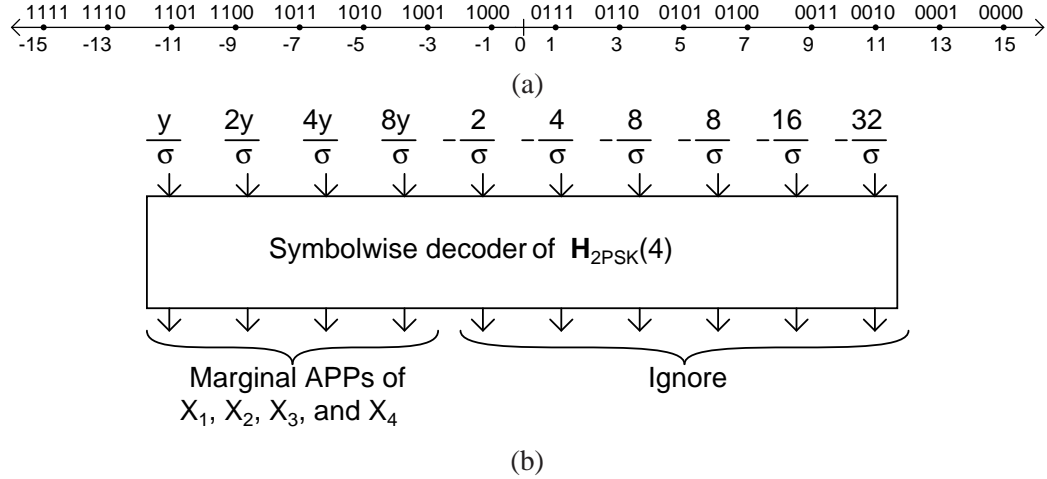 1111 1110 1101 1100 1011 1010 1001 1000 0111 0110 0101 0100 0011 0010 0001 0000
-15 -13 -11 -9 -7 -5 -3 -1 0 1 3 5 7 9 11 13 15
(a)
y 2y 4y 8y 2 4 8 8 16 32
σ σ σ σ - σ - σ - σ - σ - σ - σ
Symbolwise decoder of H2PSK(4)
Marginal APPs of Ignore
X1, X2, X3, and X4
(b)